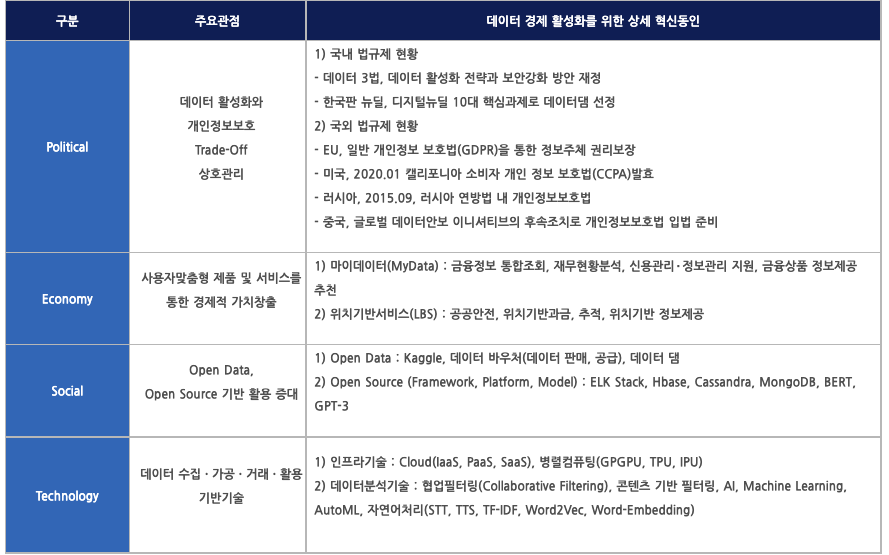 구분 주요관점 데이터 경제 활성화를 위한 상세 혁신동인
Political
데이터 활성화와
개인정보보호
Trade-Off
상호관리
1) 국내 법규제 현황
- 데이터 3법, 데이터 활성화 전략과 보안강화 방안 재정
- 한국판 뉴딜, 디지털뉴딜 10대 핵심과제로 데이터댐 선정
2) 국외 법규제 현황
- EU, 일반 개인정보 보호법(GDPR)을 통한 정보주체 권리보장
- 미국, 2020.01 캘리포니아 소비자 개인 정보 보호법(CCPA)발효
- 러시아, 2015.09, 러시아 연방법 내 개인정보보호법
- 중국, 글로벌 데이터안보 이니셔티브의 후속조치로 개인정보보호법 입법 준비
Economy
사용자맞춤형 제품 및 서비스를
통한 경제적 가치창출
1) 마이데이터(MyData) : 금융정보 통합조회, 재무현황분석, 신용관리·정보관리 지원, 금융상품 정보제공
추천
2) 위치기반서비스(LBS) : 공공안전, 위치기반과금, 추적, 위치기반 정보제공
Social
Open Data,
Open Source 기반 활용 증대
1) Open Data : Kaggle, 데이터 바우처(데이터 판매, 공급), 데이터 댐
2) Open Source (Framework, Platform, Model) : ELK Stack, Hbase, Cassandra, MongoDB, BERT,
GPT-3
Technology
데이터 수집·가공·거래·활용
기반기술
1) 인프라기술 : Cloud(IaaS, PaaS, SaaS), 병렬컴퓨팅(GPGPU, TPU, IPU)
2) 데이터분석기술 : 협업필터링(Collaborative Filtering), 콘텐츠 기반 필터링, AI, Machine Learning,
AutoML, 자연어처리(STT, TTS, TF-IDF, Word2Vec, Word-Embedding)